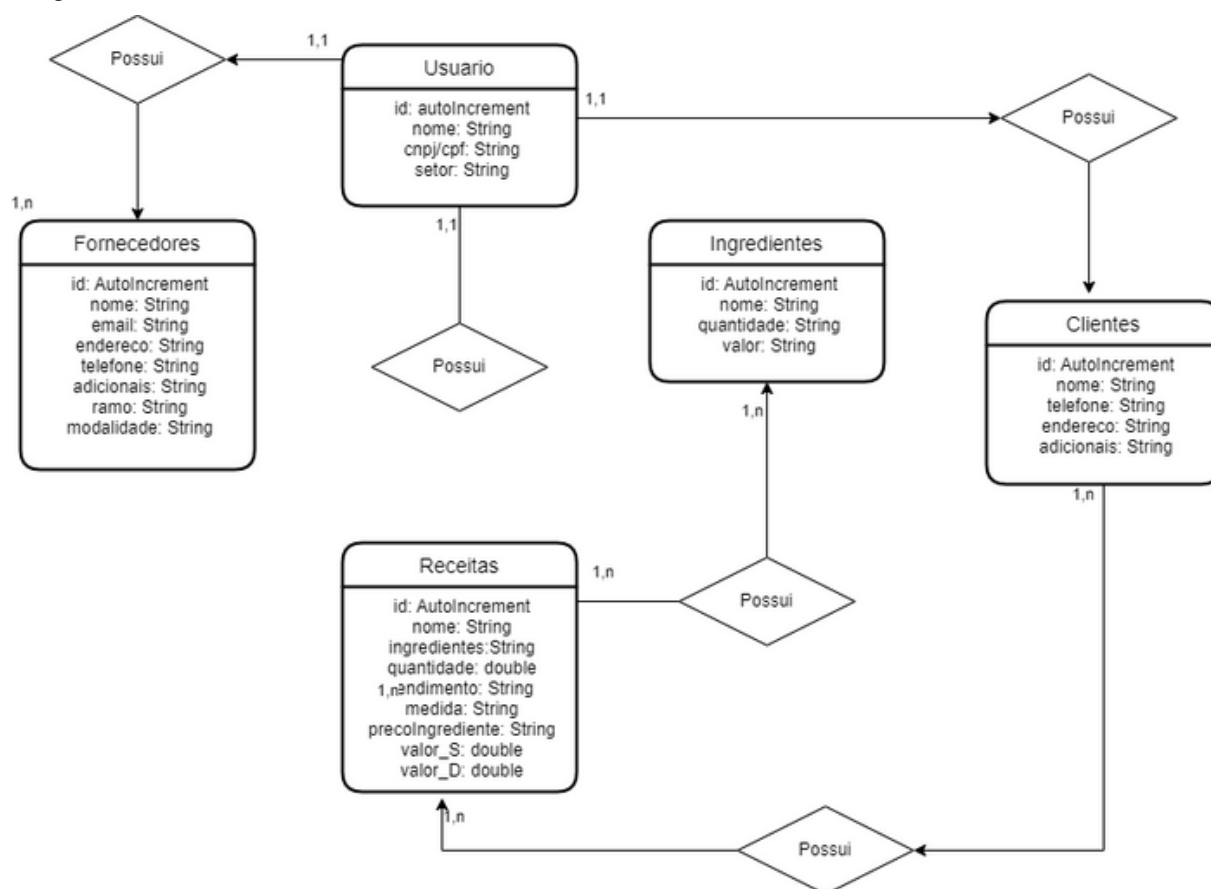 Possui
1,1
Usuario
id: autoIncrement
nome: String
cnpj/cpf: String
setor: String
1,1
Possui
1,n
Fornecedores
id: AutoIncrement
nome: String
email: String
endereco: String
telefone: String
adicionais: String
ramo: String
modalidade: String
1,1
Possui
Ingredientes
id: AutoIncrement
nome: String
quantidade: String
valor: String
1,n
Clientes
id: AutoIncrement
nome: String
telefone: String
endereco: String
adicionais: String
1,n
Receitas
id: AutoIncrement
nome: String
ingredientes:String
quantidade: double
1,n
endimento: String
medida: String
precoIngrediente: String
valor_S: double
valor_D: double
1,n
Possui
1,n
Possui